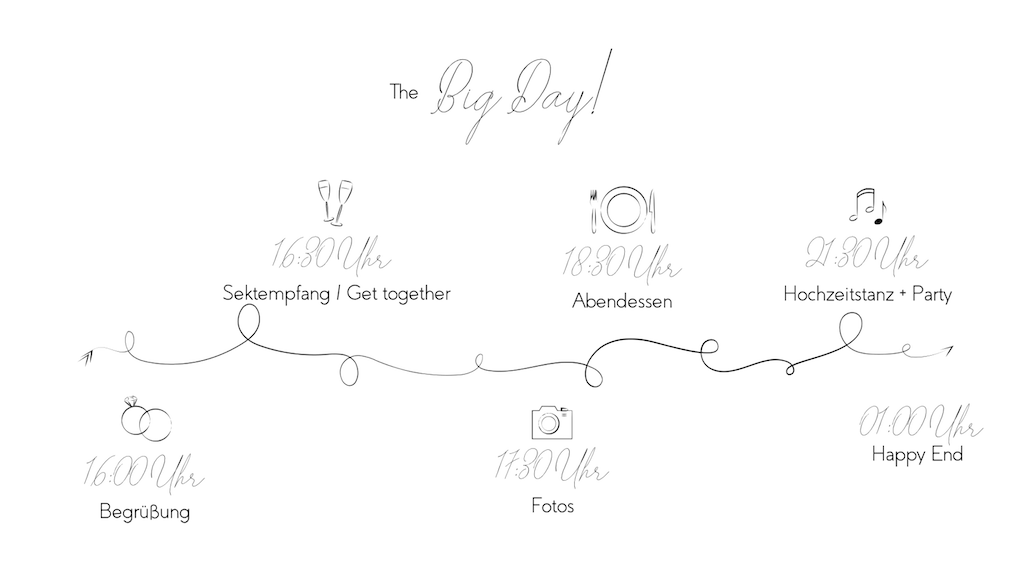 The Big Day!
16:00 Uhr
Begrüßung
16:30 Uhr
Sektempfang / Get together
17:30 Uhr
Fotos
18:30 Uhr
Abendessen
21:30 Uhr
Hochzeitstanz + Party
01:00 Uhr
Happy End